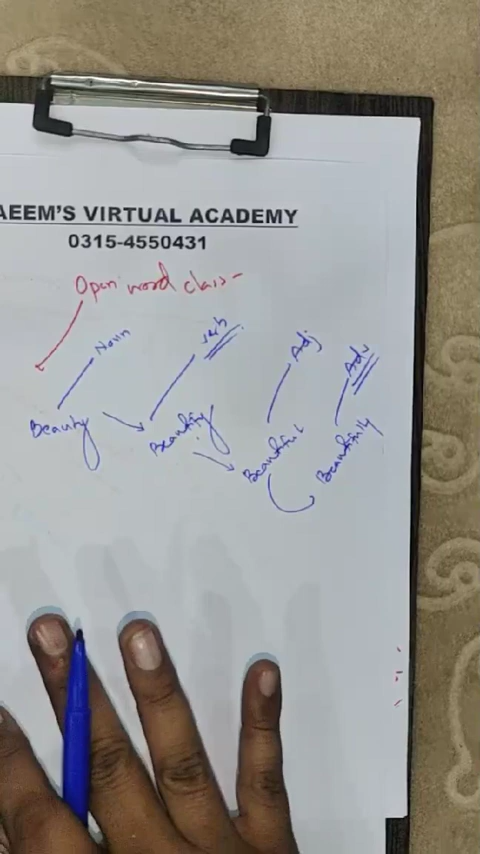 AEEM'S VIRTUAL ACADEMY
0315-4550431
Open word class-
Noun verb Adj Adv
Beauty Beautify Beautiful Beautifully